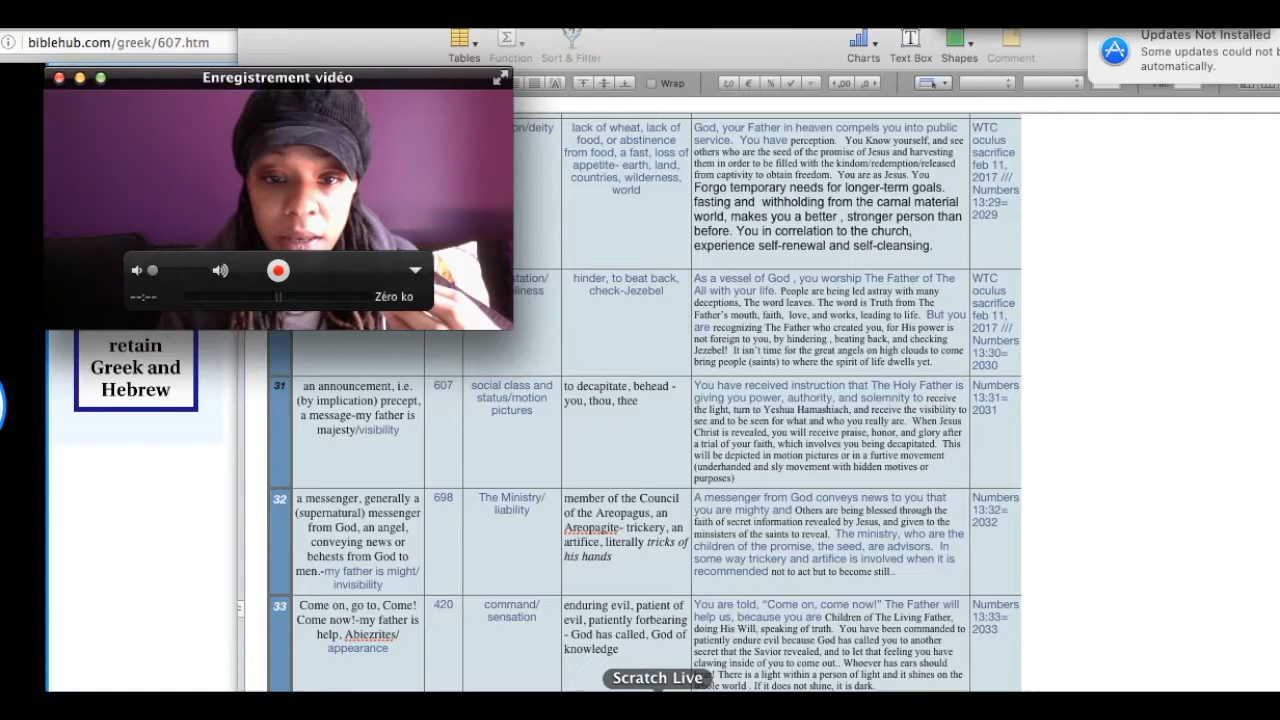 biblehub.com/greek/607.htm
Tables
Function
Sort & Filter
Charts
Text Box
Shapes
Comment
Updates Not Installed
Some updates could not b
automatically.
Enregistrement vidéo
Wrap
Zéro ko
retain
Greek and
Hebrew
on/deity
lack of wheat, lack of
food, or abstinence
from food, a fast, loss of
appetite- earth, land,
countries, wilderness,
world
God, your Father in heaven compels you into public
service. You have perception. You Know yourself, and see
others who are the seed of the promise of Jesus and harvesting
them in order to be filled with the kindom/redemption/released
from captivity to obtain freedom. You are as Jesus. You
Forgo temporary needs for longer-term goals.
fasting and withholding from the carnal material
world, makes you a better , stronger person than
before. You in correlation to the church,
experience self-renewal and self-cleansing.
WTC
oculus
sacrifice
feb 11,
2017 ///
Numbers
13:29=
2029
station/
liness
hinder, to beat back,
check-Jezebel
As a vessel of God , you worship The Father of The
All with your life. People are being led astray with many
deceptions, The word leaves. The word is Truth from The
Father's mouth, faith, love, and works, leading to life. But you
are recognizing The Father who created you, for His power is
not foreign to you, by hindering , beating back, and checking
Jezebel! It isn't time for the great angels on high clouds to come
bring people (saints) to where the spirit of life dwells yet.
WTC
oculus
sacrifice
feb 11,
2017 ///
Numbers
13:30=
2030
31
an announcement, i.e.
(by implication) precept,
a message-my father is
majesty/visibility
607
social class and
status/motion
pictures
to decapitate, behead -
you, thou, thee
You have received instruction that The Holy Father is
giving you power, authority, and solemnity to receive
the light, turn to Yeshua Hamashiach, and receive the visibility to
see and to be seen for what and who you really are. When Jesus
Christ is revealed, you will receive praise, honor, and glory after
a trial of your faith, which involves you being decapitated. This
will be depicted in motion pictures or in a furtive movement
(underhanded and sly movement with hidden motives or
purposes)
Numbers
13:31=
2031
32
a messenger, generally a
(supernatural) messenger
from God, an angel,
conveying news or
behests from God to
men.-my father is might/
invisibility
698
The Ministry/
liability
member of the Council
of the Areopagus, an
Areopagite- trickery, an
artifice, literally tricks of
his hands
A messenger from God conveys news to you that
you are mighty and Others are being blessed through the
faith of secret information revealed by Jesus, and given to the
minsisters of the saints to reveal. The ministry, who are the
children of the promise, the seed, are advisors. In
some way trickery and artifice is involved when it is
recommended not to act but to become still..
Numbers
13:32=
2032
33
Come on, go to, Come!
Come now!-my father is
help, Abiezrites/
appearance
420
command/
sensation
enduring evil, patient of
evil, patiently forbearing
- God has called, God of
knowledge
You are told, "Come on, come now!" The Father will
help us, because you are Children of The Living Father,
doing His Will, speaking of truth. You have been commanded to
patiently endure evil because God has called you to another
secret that the Savior revealed, and to let that feeling you have
clawing inside of you to come out.. Whoever has ears should
There is a light within a person of light and it shines on the
whole world . If it does not shine, it is dark.
Numbers
13:33=
2033
Scratch Live